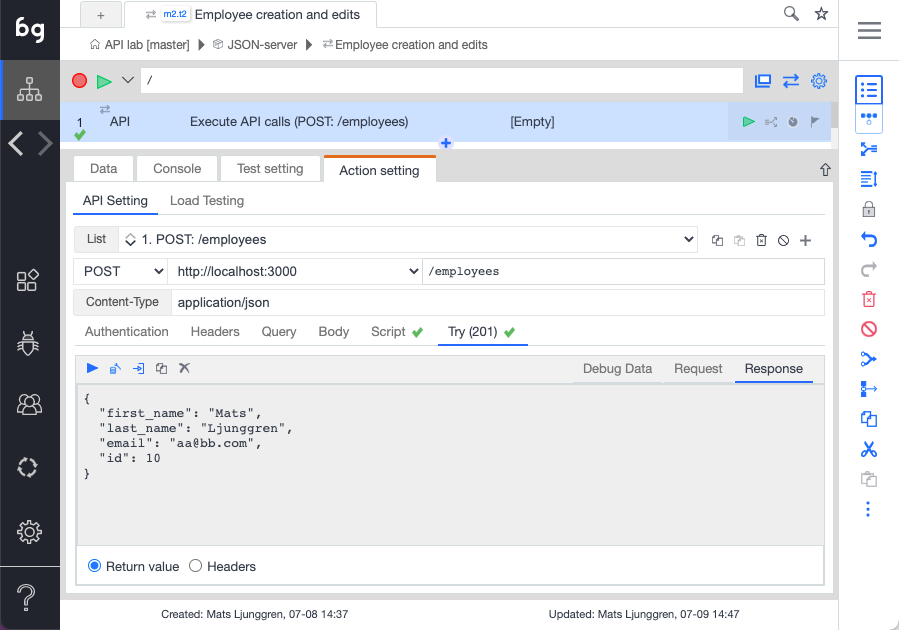 bg
+
m2.t2 Employee creation and edits
API lab [master] JSON-server Employee creation and edits
/
1 API Execute API calls (POST: /employees) [Empty]
Data Console Test setting Action setting
API Setting Load Testing
List 1. POST: /employees
POST http://localhost:3000 /employees
Content-Type application/json
Authentication Headers Query Body Script Try (201)
Debug Data Request Response
{
"first_name": "Mats",
"last_name": "Ljunggren",
"email": "aa@bb.com",
"id": 10
}
Return value Headers
Created: Mats Ljunggren, 07-08 14:37 Updated: Mats Ljunggren, 07-09 14:47